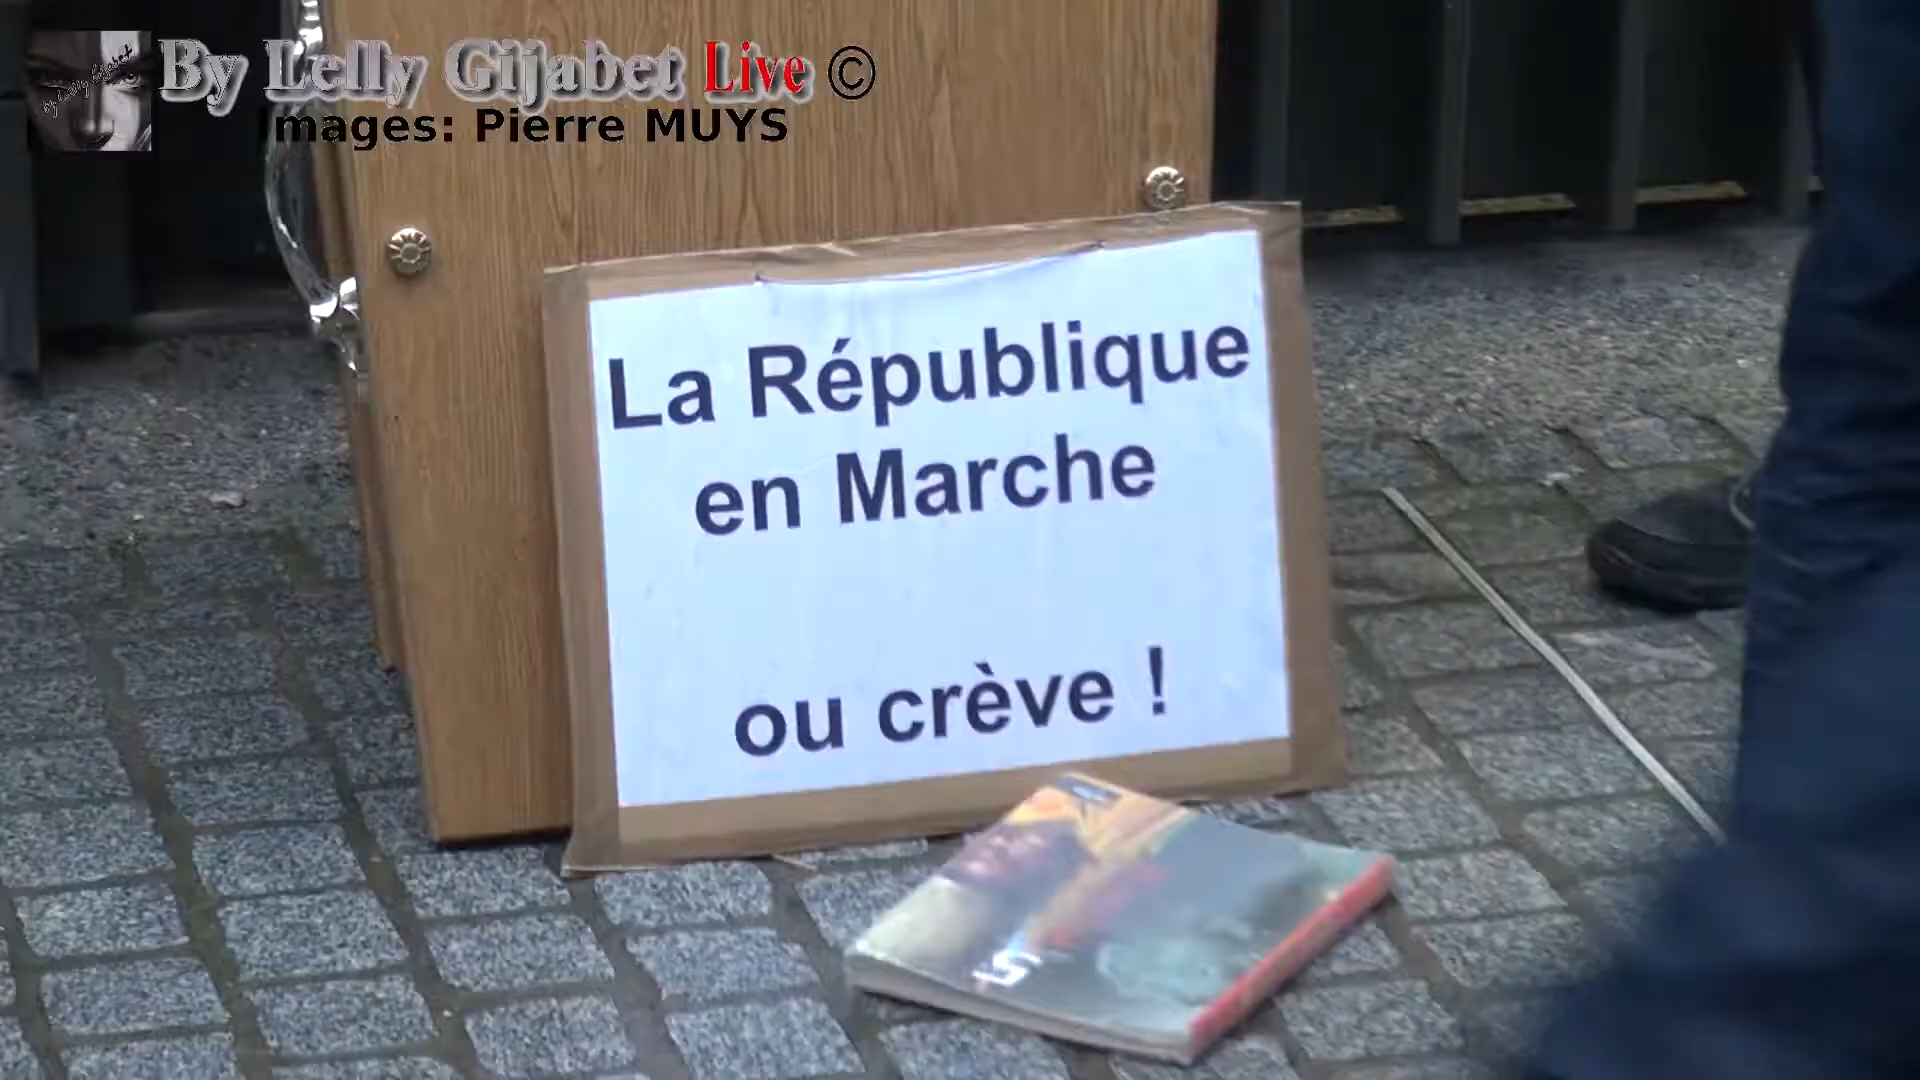 By Lelly Gijabet Live ©
Images: Pierre MUYS
La République
en Marche
ou crève !